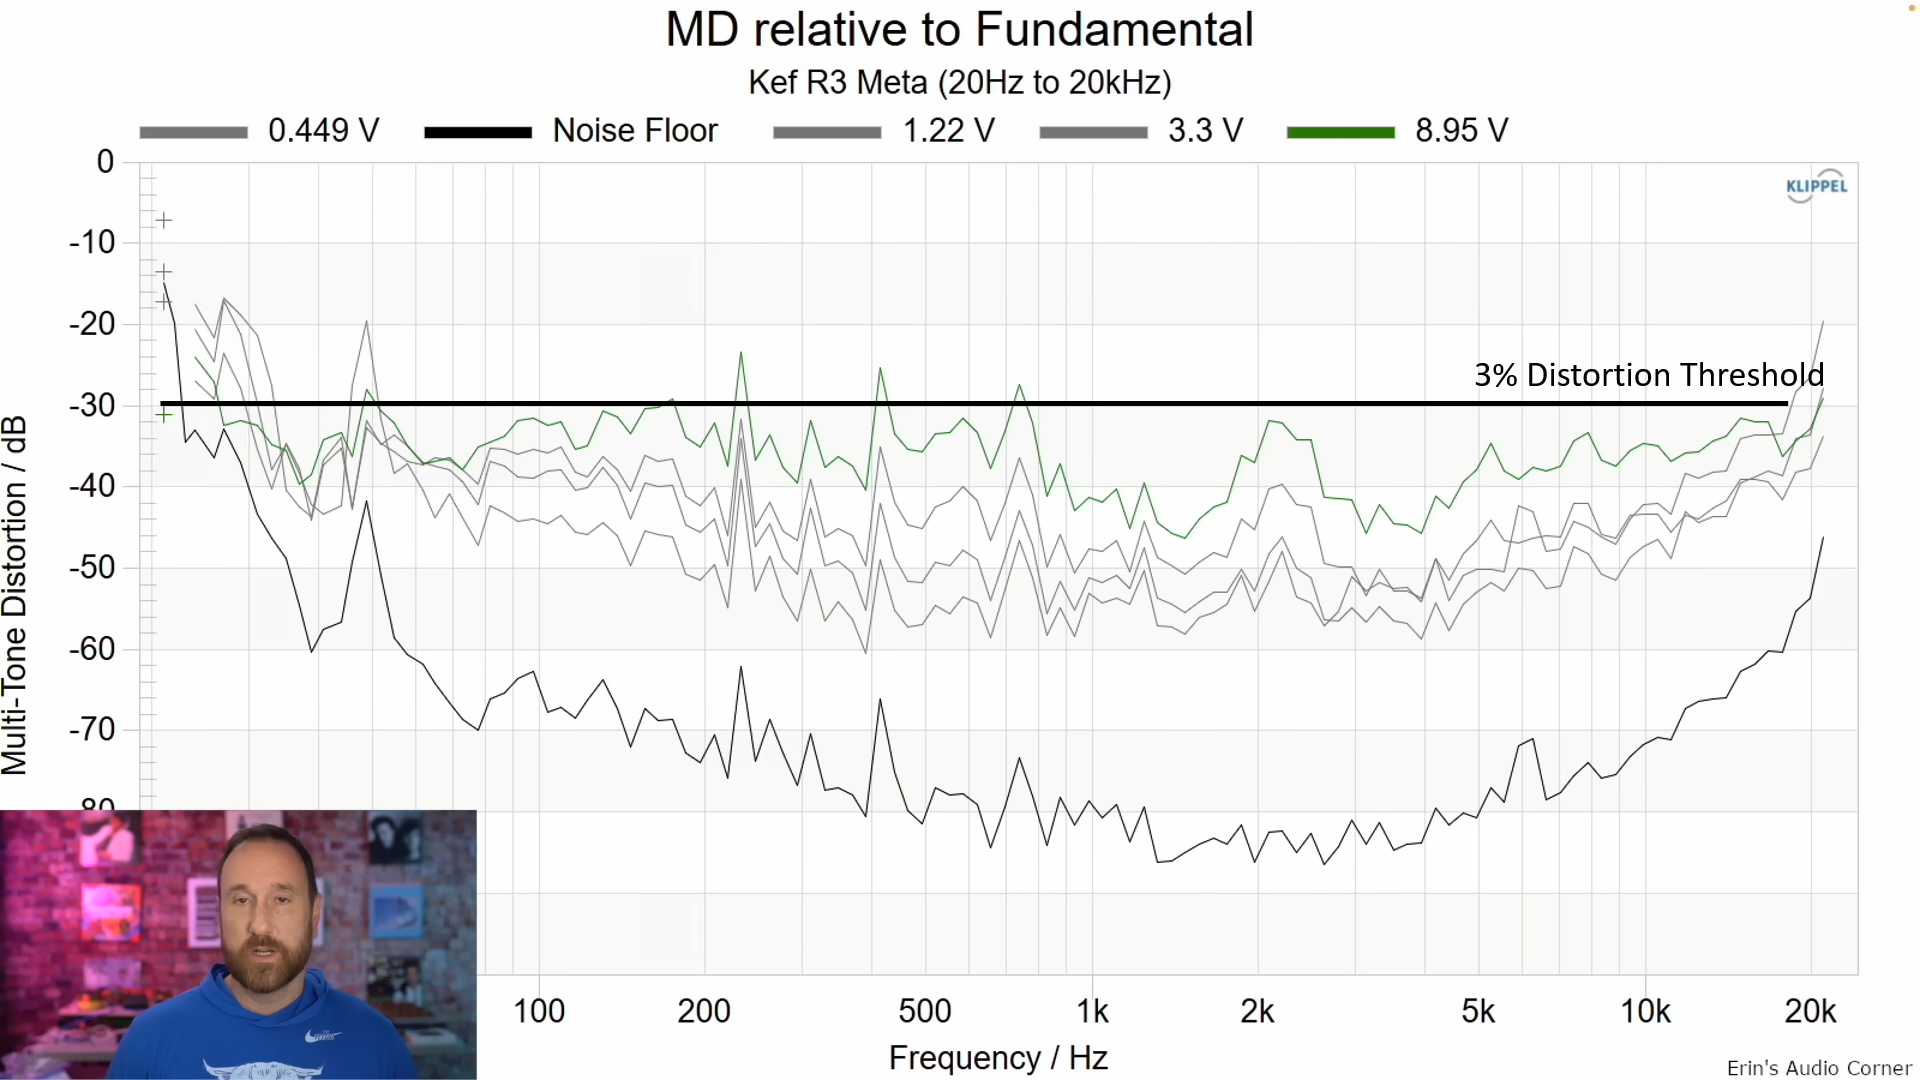 MD relative to Fundamental
Kef R3 Meta (20Hz to 20kHz)
0.449 V Noise Floor 1.22 V 3.3 V 8.95 V
KLIPPEL
0
-10
-20
3% Distortion Threshold
-30
-40
-50
-60
-70
80
Multi-Tone Distortion / dB
100 200 500 1k 2k 5k 10k 20k
Frequency / Hz
Erin's Audio Corner